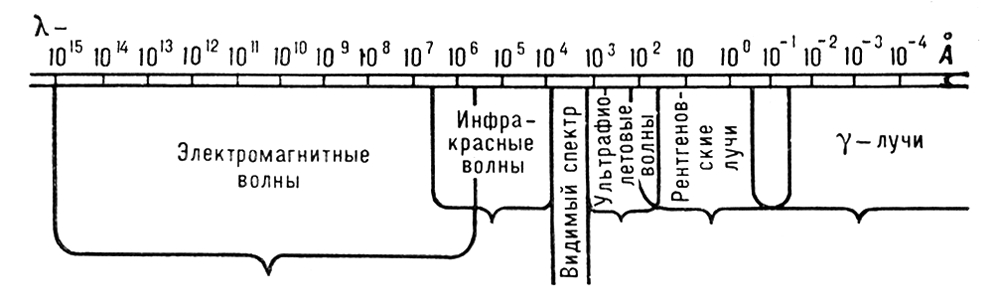 λ–
10¹⁵ 10¹⁴ 10¹³ 10¹² 10¹¹ 10¹⁰ 10⁹ 10⁸ 10⁷ 10⁶ 10⁵ 10⁴ 10³ 10² 10 10⁰ 10⁻¹ 10⁻² 10⁻³ 10⁻⁴ Å
Электромагнитные
волны
Инфра-
красные
волны
Видимый спектр
Ультрафио-
летовые
волны
Рентгенов-
ские
лучи
γ – лучи